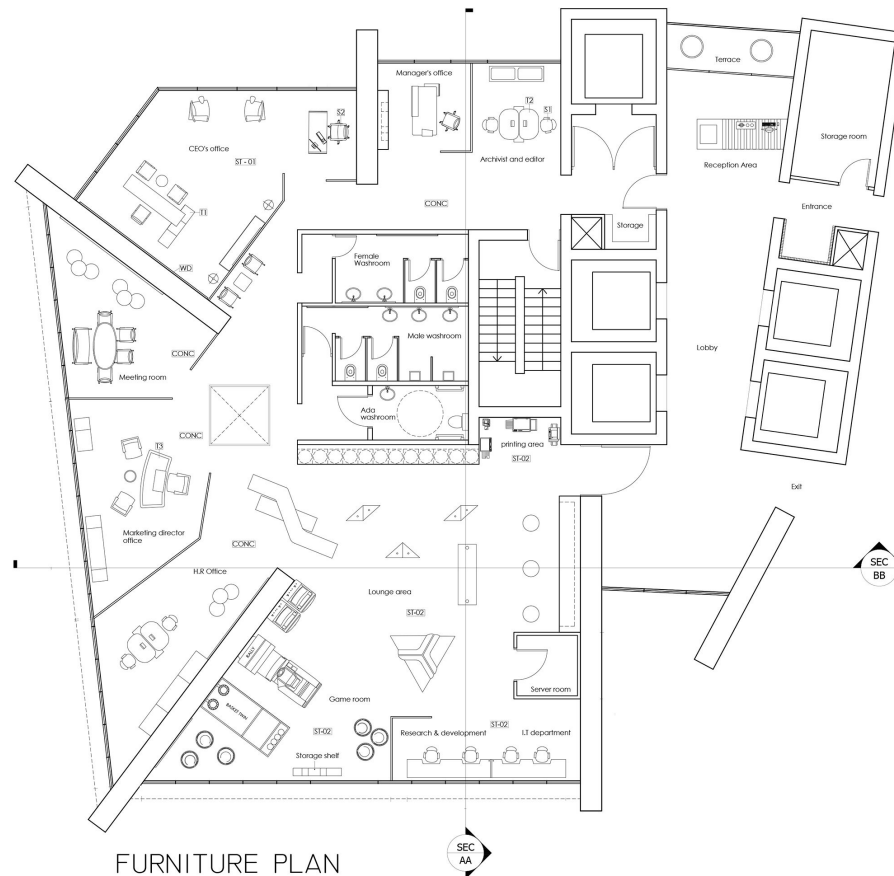 Terrace
Manager's office
S2
T2
S1
CEO's office
ST - 01
Archivist and editor
Reception Area
Storage room
T1
CONC
Storage
Entrance
Female
Washroom
WD
CONC
Male washroom
Lobby
Meeting room
Ada
washroom
CONC
T3
printing area
ST-02
Exit
Marketing director
office
CONC
H.R Office
SEC
BB
Lounge area
ST-02
RALLY
Server room
Game room
BASKET INN
ST-02
ST-02
Research & development
I.T department
Storage shelf
SEC
AA
FURNITURE PLAN